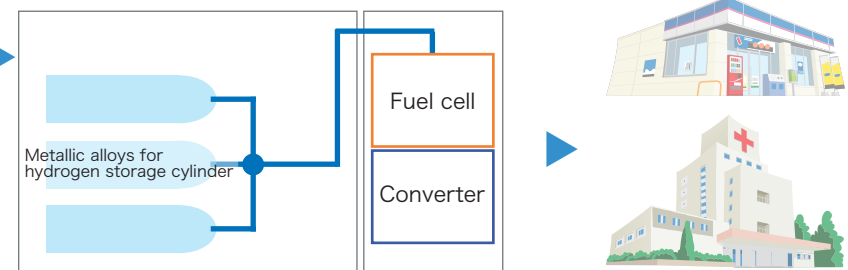 Metallic alloys for
hydrogen storage cylinder
Fuel cell
Converter